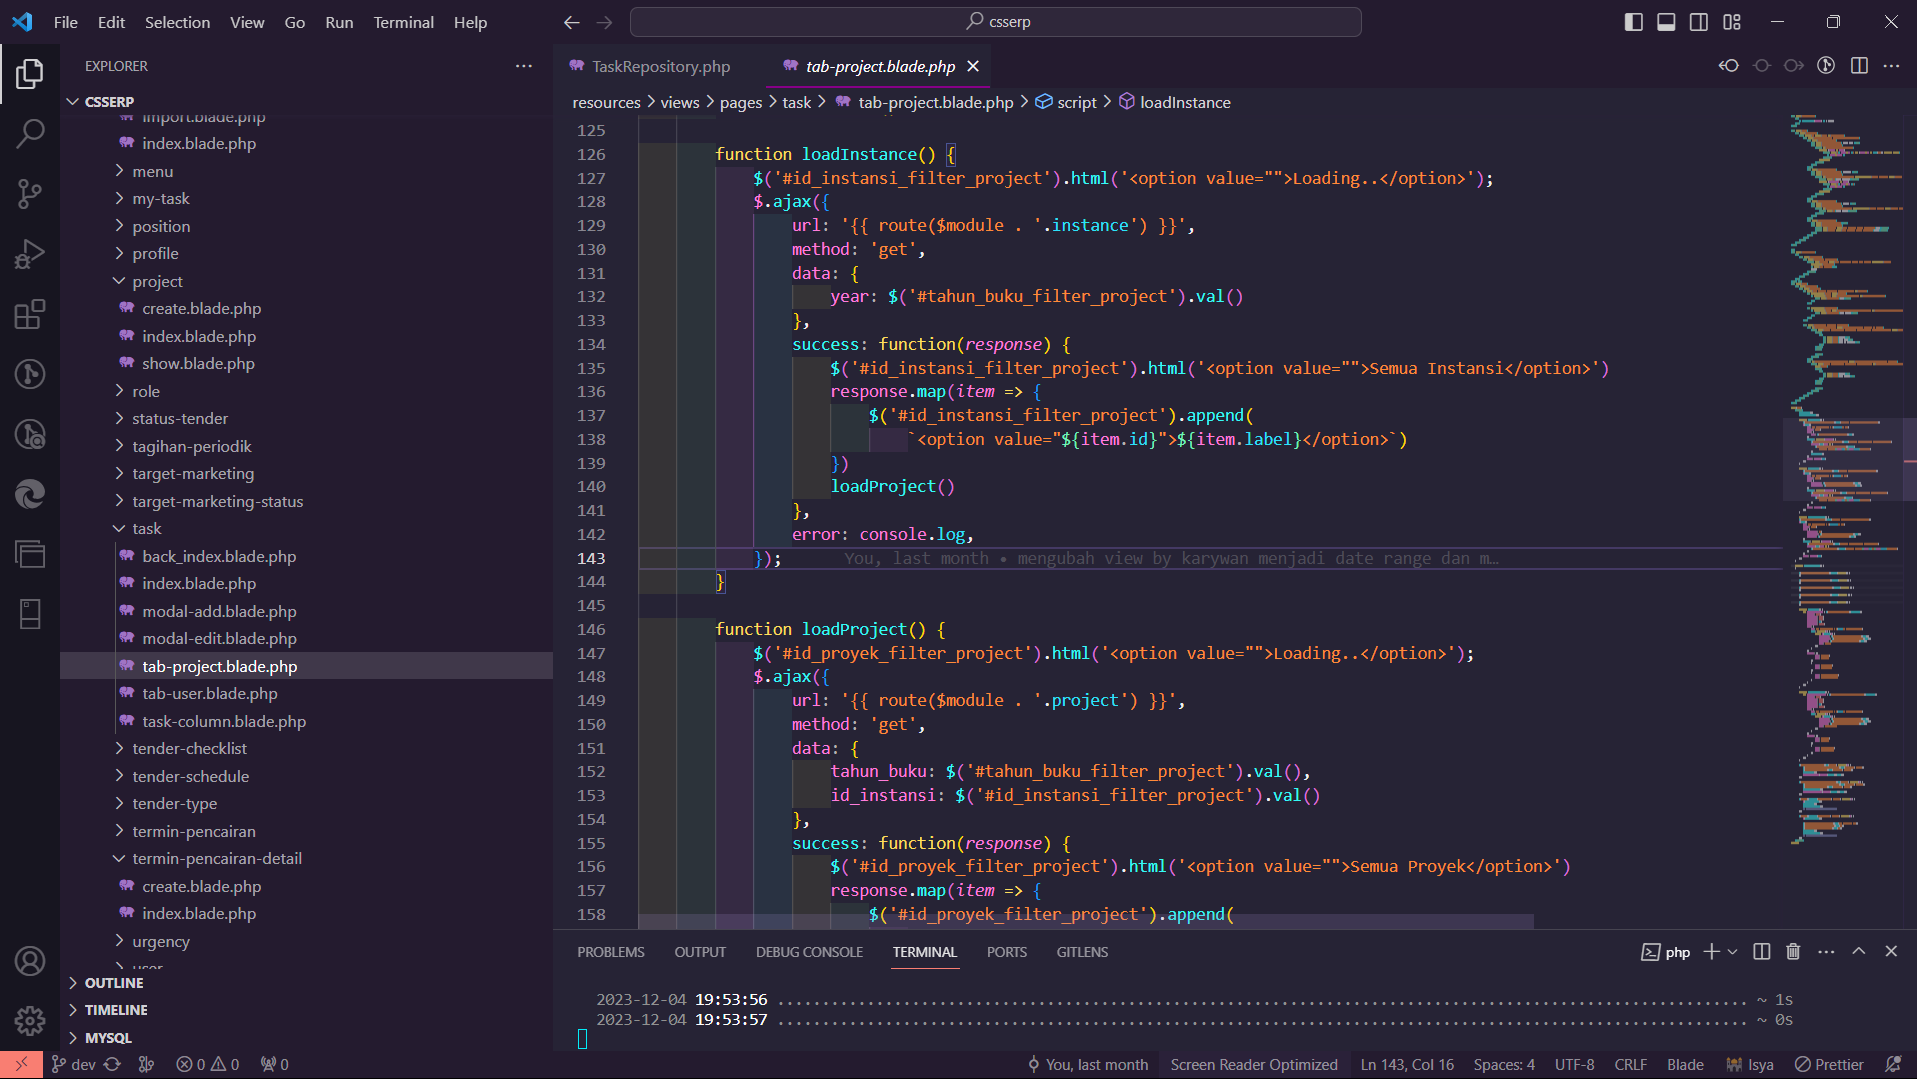 File Edit Selection View Go Run Terminal Help
csserp
EXPLORER
CSSERP
import.blade.php
index.blade.php
menu
my-task
position
profile
project
create.blade.php
index.blade.php
show.blade.php
role
status-tender
tagihan-periodik
target-marketing
target-marketing-status
task
back_index.blade.php
index.blade.php
modal-add.blade.php
modal-edit.blade.php
tab-project.blade.php
tab-user.blade.php
task-column.blade.php
tender-checklist
tender-schedule
tender-type
termin-pencairan
termin-pencairan-detail
create.blade.php
index.blade.php
urgency
user
OUTLINE
TIMELINE
MYSQL
TaskRepository.php
tab-project.blade.php
resources > views > pages > task > tab-project.blade.php > script > loadInstance
125
126 function loadInstance() {
127 $('#id_instansi_filter_project').html('<option value="">Loading..</option>');
128 $.ajax({
129 url: '{{ route($module . '.instance') }}',
130 method: 'get',
131 data: {
132 year: $('#tahun_buku_filter_project').val()
133 },
134 success: function(response) {
135 $('#id_instansi_filter_project').html('<option value="">Semua Instansi</option>')
136 response.map(item => {
137 $('#id_instansi_filter_project').append(
138 `<option value="${item.id}">${item.label}</option>`)
139 })
140 loadProject()
141 },
142 error: console.log,
143 }); You, last month • mengubah view by karywan menjadi date range dan m…
144 }
145
146 function loadProject() {
147 $('#id_proyek_filter_project').html('<option value="">Loading..</option>');
148 $.ajax({
149 url: '{{ route($module . '.project') }}',
150 method: 'get',
151 data: {
152 tahun_buku: $('#tahun_buku_filter_project').val(),
153 id_instansi: $('#id_instansi_filter_project').val()
154 },
155 success: function(response) {
156 $('#id_proyek_filter_project').html('<option value="">Semua Proyek</option>')
157 response.map(item => {
158 $('#id_proyek_filter_project').append(
PROBLEMS OUTPUT DEBUG CONSOLE TERMINAL PORTS GITLENS
php
2023-12-04 19:53:56 ........................................ ~ 1s
2023-12-04 19:53:57 ........................................ ~ 0s
dev 0 0 0 You, last month Screen Reader Optimized Ln 143, Col 16 Spaces: 4 UTF-8 CRLF Blade Isya Prettier